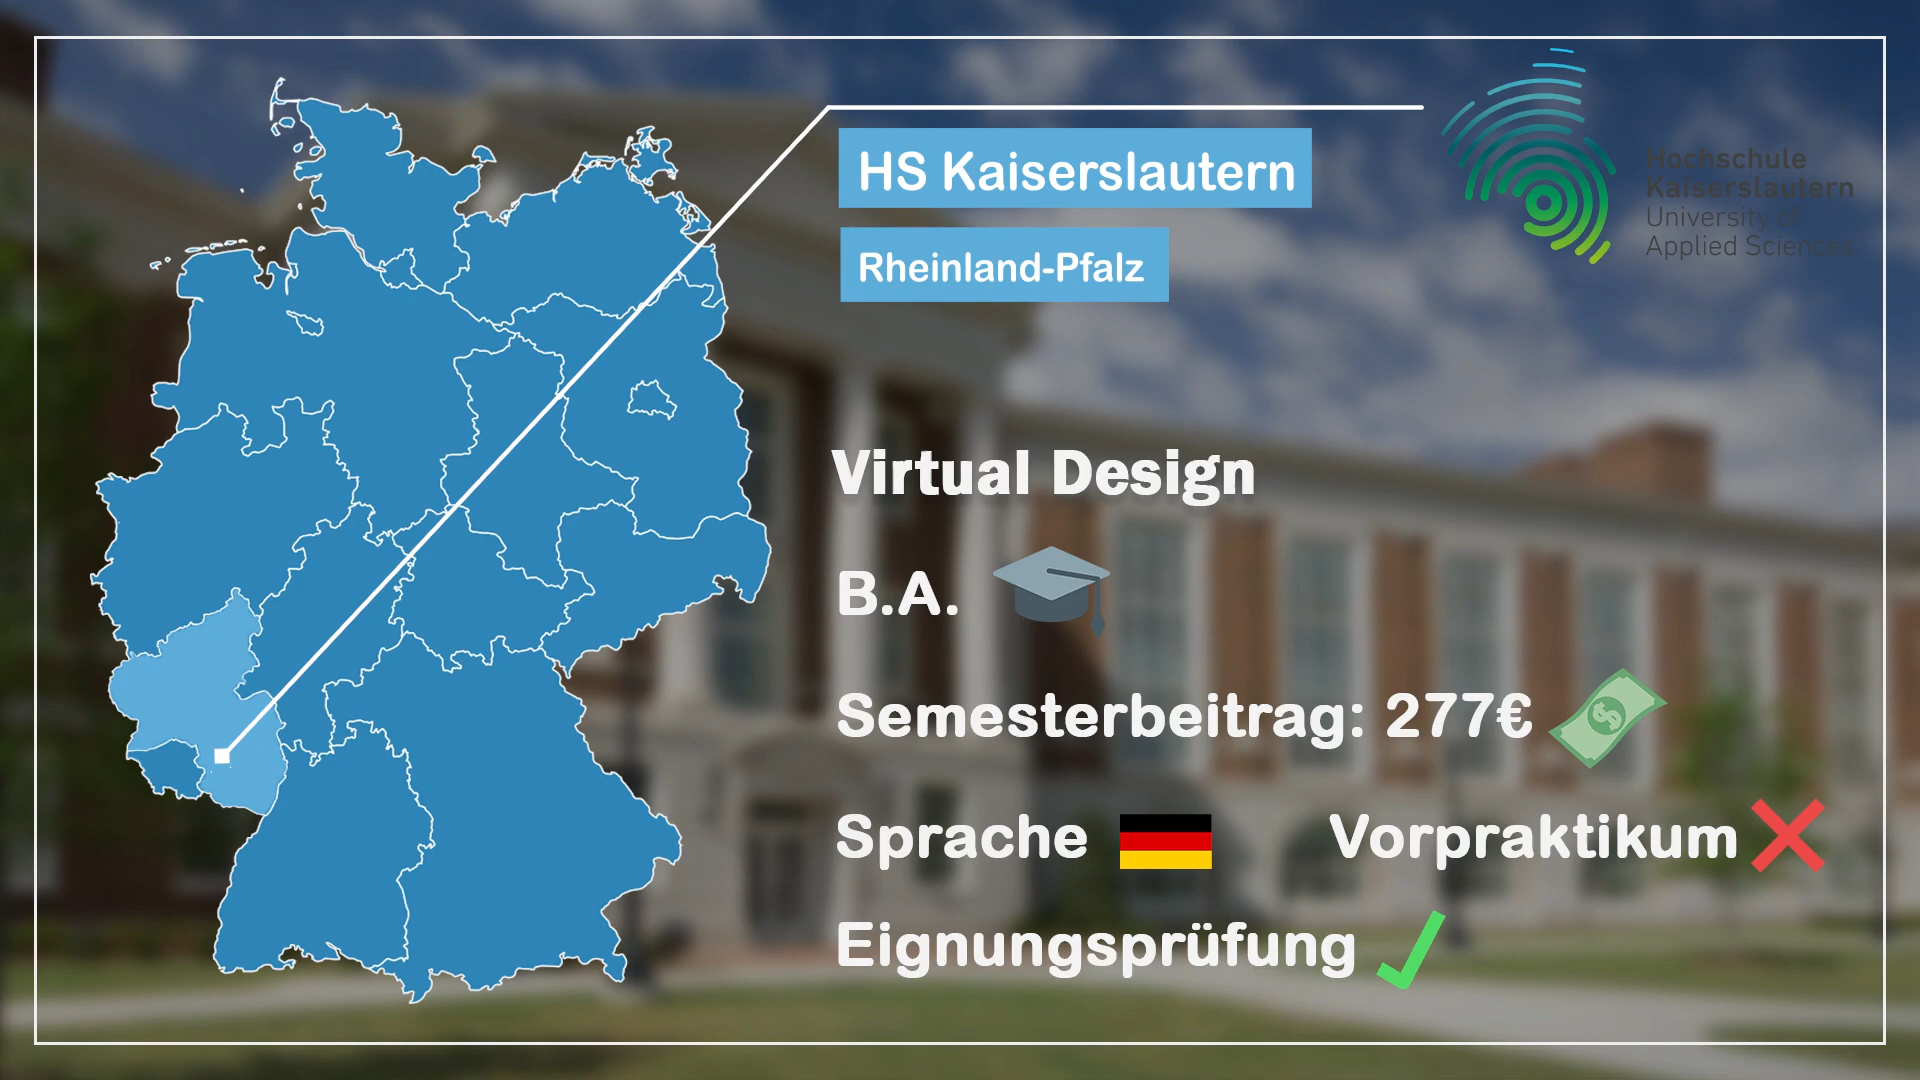 HS Kaiserslautern
Rheinland-Pfalz
Hochschule
Kaiserslautern
University of
Applied Sciences
Virtual Design
B.A.
Semesterbeitrag: 277€
Sprache
Vorpraktikum
Eignungsprüfung